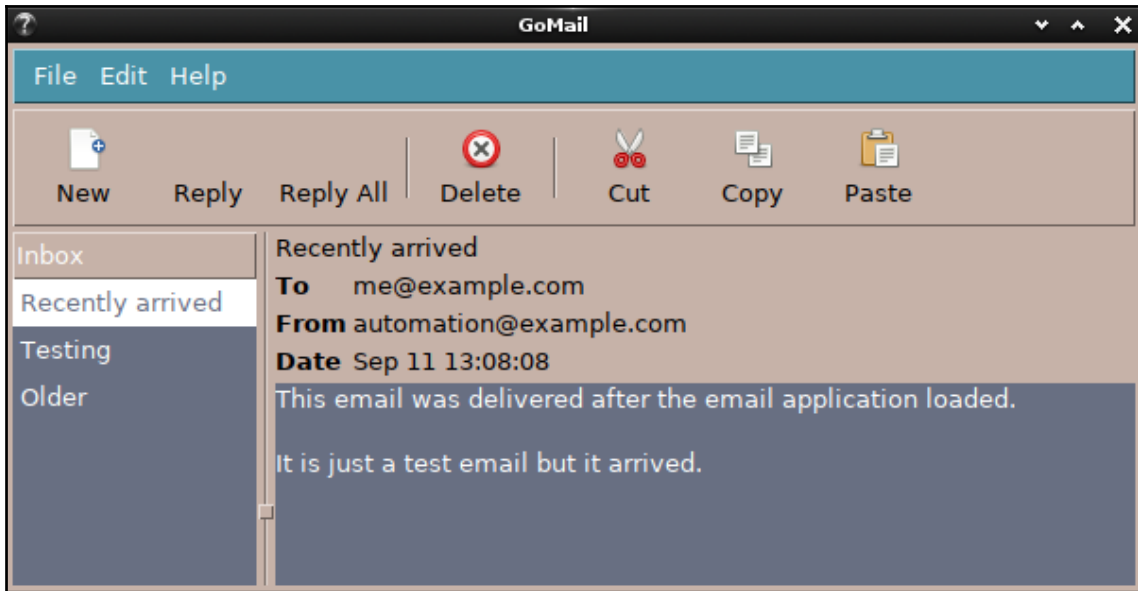 GoMail
File Edit Help
New Reply Reply All Delete Cut Copy Paste
Inbox
Recently arrived
Testing
Older
Recently arrived
To me@example.com
From automation@example.com
Date Sep 11 13:08:08
This email was delivered after the email application loaded.
It is just a test email but it arrived.